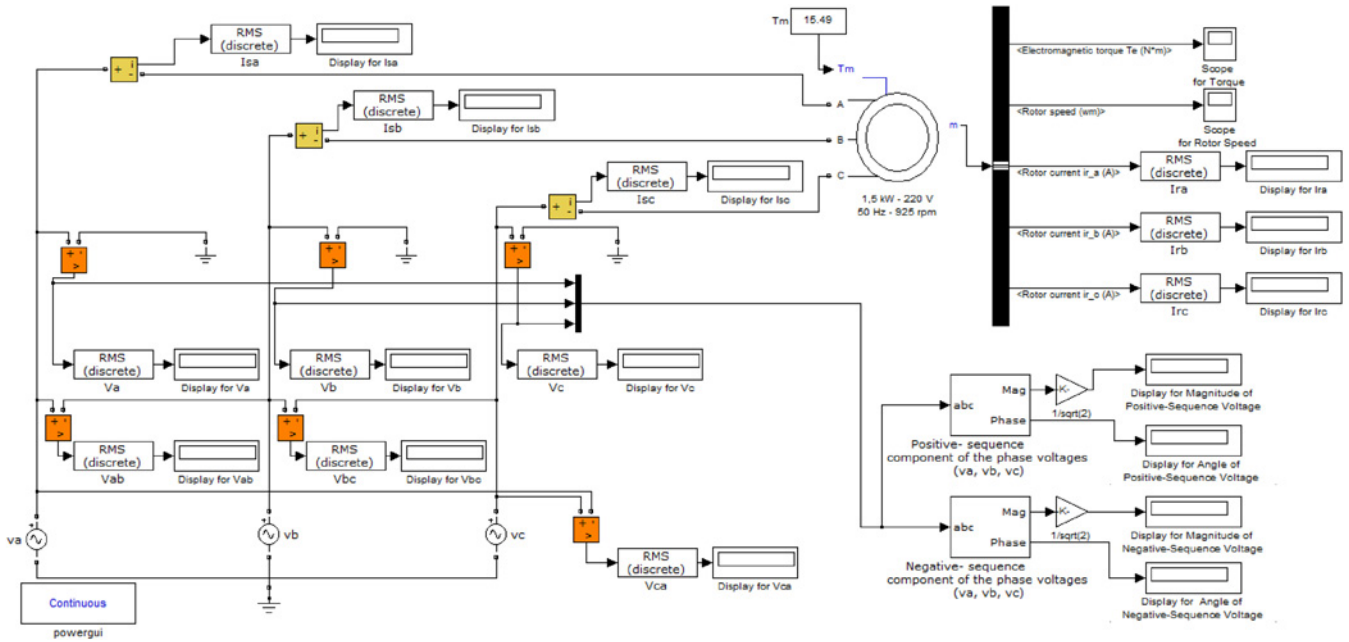 RMS
(discrete)
Isa
Display for Isa
+ i
-
RMS
(discrete)
Isb
Display for Isb
+ i
-
RMS
(discrete)
Isc
Display for Isc
+ i
-
Tm
15.49
Tm
A
B
C
m
1,5 kW - 220 V
50 Hz - 925 rpm
<Electromagnetic torque Te (N*m)>
Scope
for Torque
<Rotor speed (wm)>
Scope
for Rotor Speed
<Rotor current ir_a (A)>
RMS
(discrete)
Ira
Display for Ira
<Rotor current ir_b (A)>
RMS
(discrete)
Irb
Display for Irb
<Rotor current ir_c (A)>
RMS
(discrete)
Irc
Display for Irc
RMS
(discrete)
Va
Display for Va
RMS
(discrete)
Vb
Display for Vb
RMS
(discrete)
Vc
Display for Vc
RMS
(discrete)
Vab
Display for Vab
RMS
(discrete)
Vbc
Display for Vbc
RMS
(discrete)
Vca
Display for Vca
va
vb
vc
Continuous
powergui
abc
Mag
Phase
-K-
1/sqrt(2)
Display for Magnitude of
Positive-Sequence Voltage
Positive- sequence
component of the phase voltages
(va, vb, vc)
Display for Angle of
Positive-Sequence Voltage
abc
Mag
Phase
-K-
1/sqrt(2)
Display for Magnitude of
Negative-Sequence Voltage
Negative- sequence
component of the phase voltages
(va, vb, vc)
Display for Angle of
Negative-Sequence Voltage